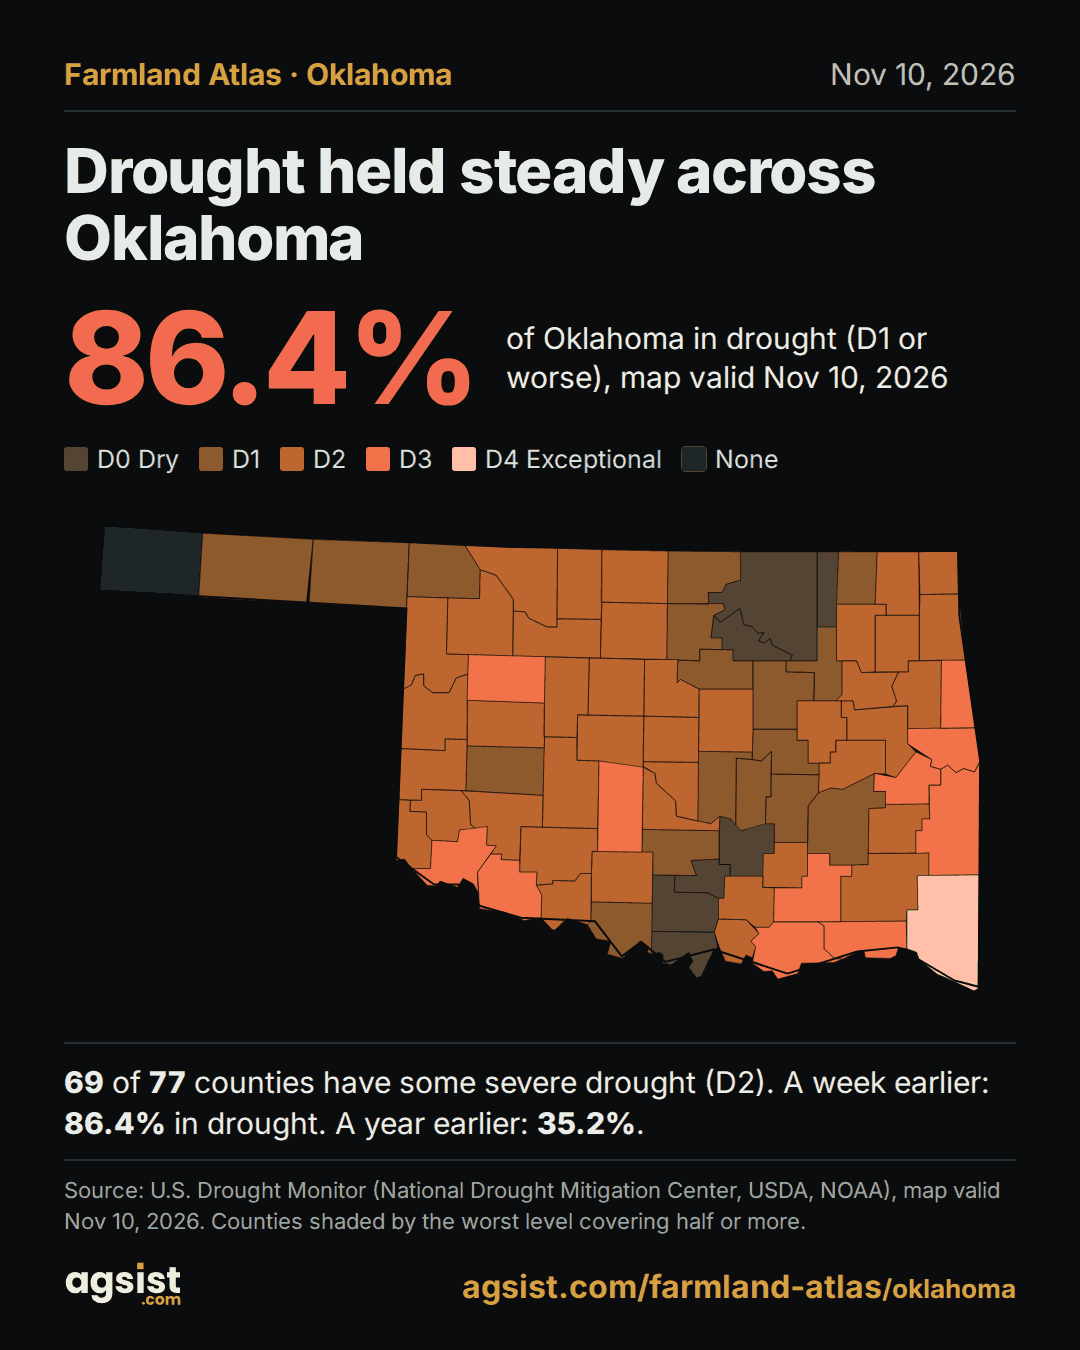 Farmland Atlas · Oklahoma
Nov 10, 2026
Drought held steady across
Oklahoma
86.4%
of Oklahoma in drought (D1 or
worse), map valid Nov 10, 2026
D0 Dry D1 D2 D3 D4 Exceptional None
69 of 77 counties have some severe drought (D2). A week earlier:
86.4% in drought. A year earlier: 35.2%.
Source: U.S. Drought Monitor (National Drought Mitigation Center, USDA, NOAA), map valid
Nov 10, 2026. Counties shaded by the worst level covering half or more.
agsist
.com
agsist.com/farmland-atlas/oklahoma